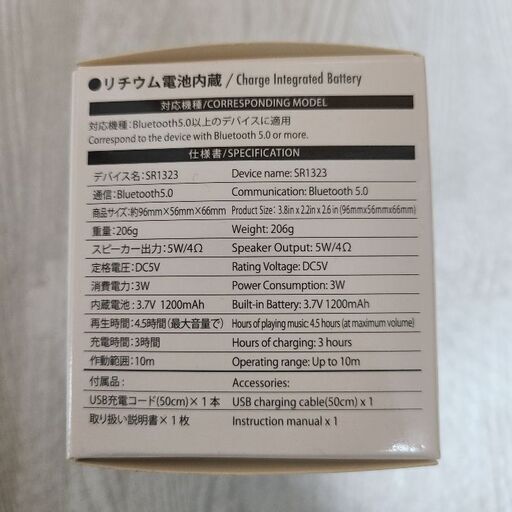 ●リチウム電池内蔵 / Charge Integrated Battery
対応機種/CORRESPONDING MODEL
対応機種:Bluetooth5.0以上のデバイスに適用
Correspond to the device with Bluetooth 5.0 or more.
仕様書/SPECIFICATION
デバイス名:SR1323 Device name: SR1323
通信:Bluetooth5.0 Communication: Bluetooth 5.0
商品サイズ:約96mm×56mm×66mm Product Size: 3.8in x 2.2in x 2.6 in (96mmx56mmx66mm)
重量:206g Weight: 206g
スピーカー出力:5W/4Ω Speaker Output: 5W/4Ω
定格電圧:DC5V Rating Voltage: DC5V
消費電力:3W Power Consumption: 3W
内蔵電池:3.7V 1200mAh Built-in Battery: 3.7V 1200mAh
再生時間:4.5時間(最大音量で) Hours of playing music: 4.5 hours (at maximum volume)
充電時間:3時間 Hours of charging: 3 hours
作動範囲:10m Operating range: Up to 10m
付属品: Accessories:
USB充電コード(50cm)×1本 USB charging cable(50cm) x 1
取り扱い説明書×1枚 Instruction manual x 1